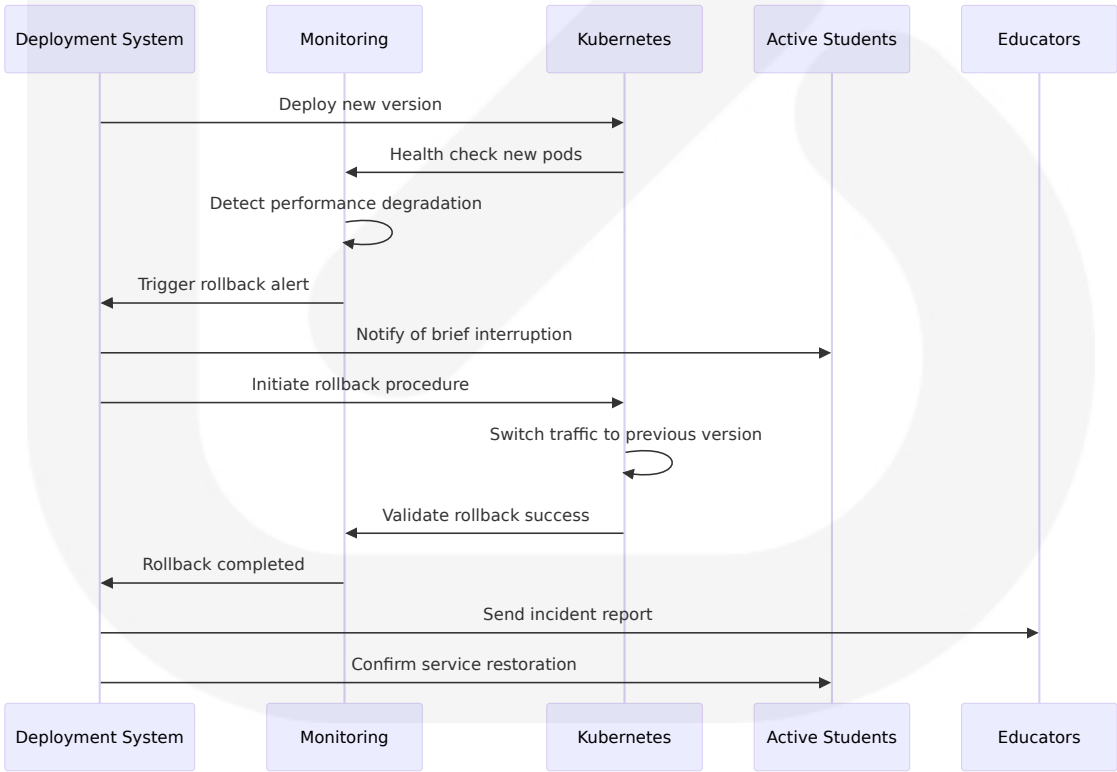 Deployment System
Monitoring
Kubernetes
Active Students
Educators
Deploy new version
Health check new pods
Detect performance degradation
Trigger rollback alert
Notify of brief interruption
Initiate rollback procedure
Switch traffic to previous version
Validate rollback success
Rollback completed
Send incident report
Confirm service restoration
Deployment System
Monitoring
Kubernetes
Active Students
Educators